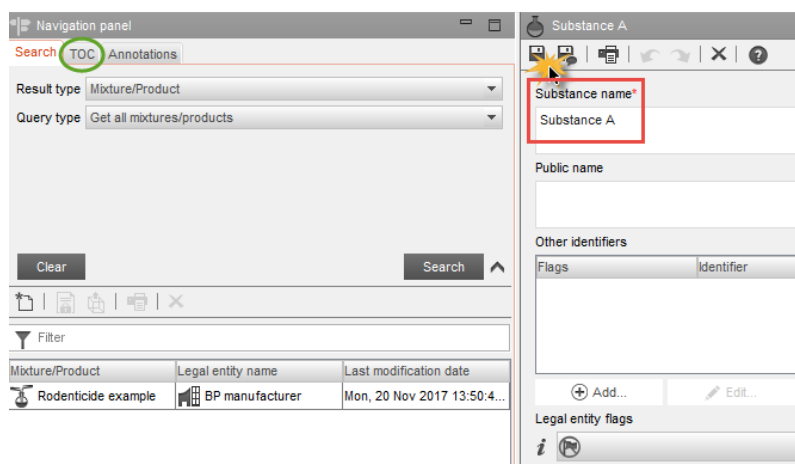 Navigation panel
Search TOC Annotations
Result type Mixture/Product
Query type Get all mixtures/products
Clear Search
Filter
Mixture/Product Legal entity name Last modification date
Rodenticide example BP manufacturer Mon, 20 Nov 2017 13:50:4...
Substance A
Substance name*
Substance A
Public name
Other identifiers
Flags Identifier
Add... Edit...
Legal entity flags